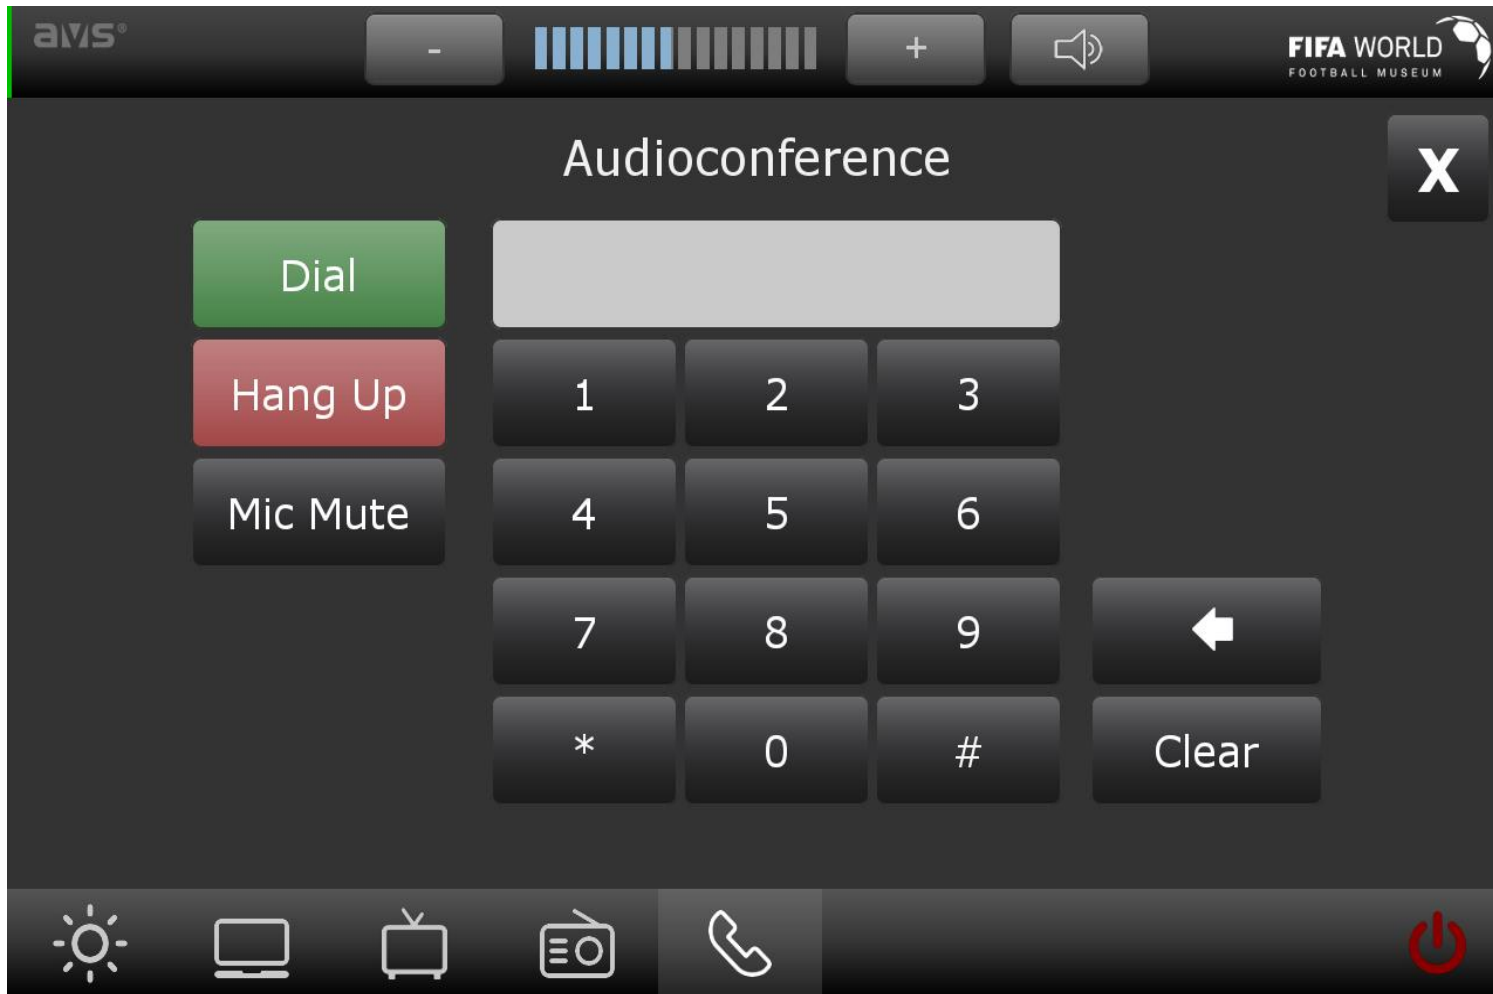 avs®
-
+
FIFA WORLD
FOOTBALL MUSEUM
Audioconference
X
Dial
Hang Up
1 2 3
Mic Mute
4 5 6
7 8 9
* 0 #
Clear